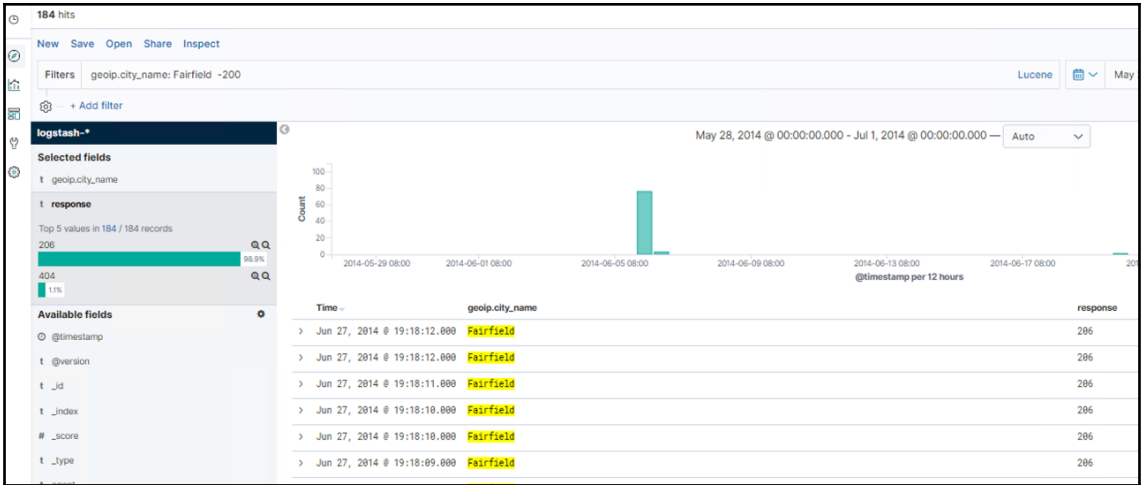 184 hits
New Save Open Share Inspect
Filters geoip.city_name: Fairfield -200 Lucene May
+ Add filter
logstash-*
Selected fields
t geoip.city_name
t response
Top 5 values in 184 / 184 records
206
98.9%
404
1.1%
Available fields
@timestamp
t @version
t _id
t _index
# _score
t _type
May 28, 2014 @ 00:00:00.000 - Jul 1, 2014 @ 00:00:00.000 — Auto
Count
100
80
60
40
20
0
2014-05-29 08:00 2014-06-01 08:00 2014-06-05 08:00 2014-06-09 08:00 2014-06-13 08:00 2014-06-17 08:00 201
@timestamp per 12 hours
Time geoip.city_name response
Jun 27, 2014 @ 19:18:12.000 Fairfield 206
Jun 27, 2014 @ 19:18:12.000 Fairfield 206
Jun 27, 2014 @ 19:18:11.000 Fairfield 206
Jun 27, 2014 @ 19:18:10.000 Fairfield 206
Jun 27, 2014 @ 19:18:10.000 Fairfield 206
Jun 27, 2014 @ 19:18:09.000 Fairfield 206